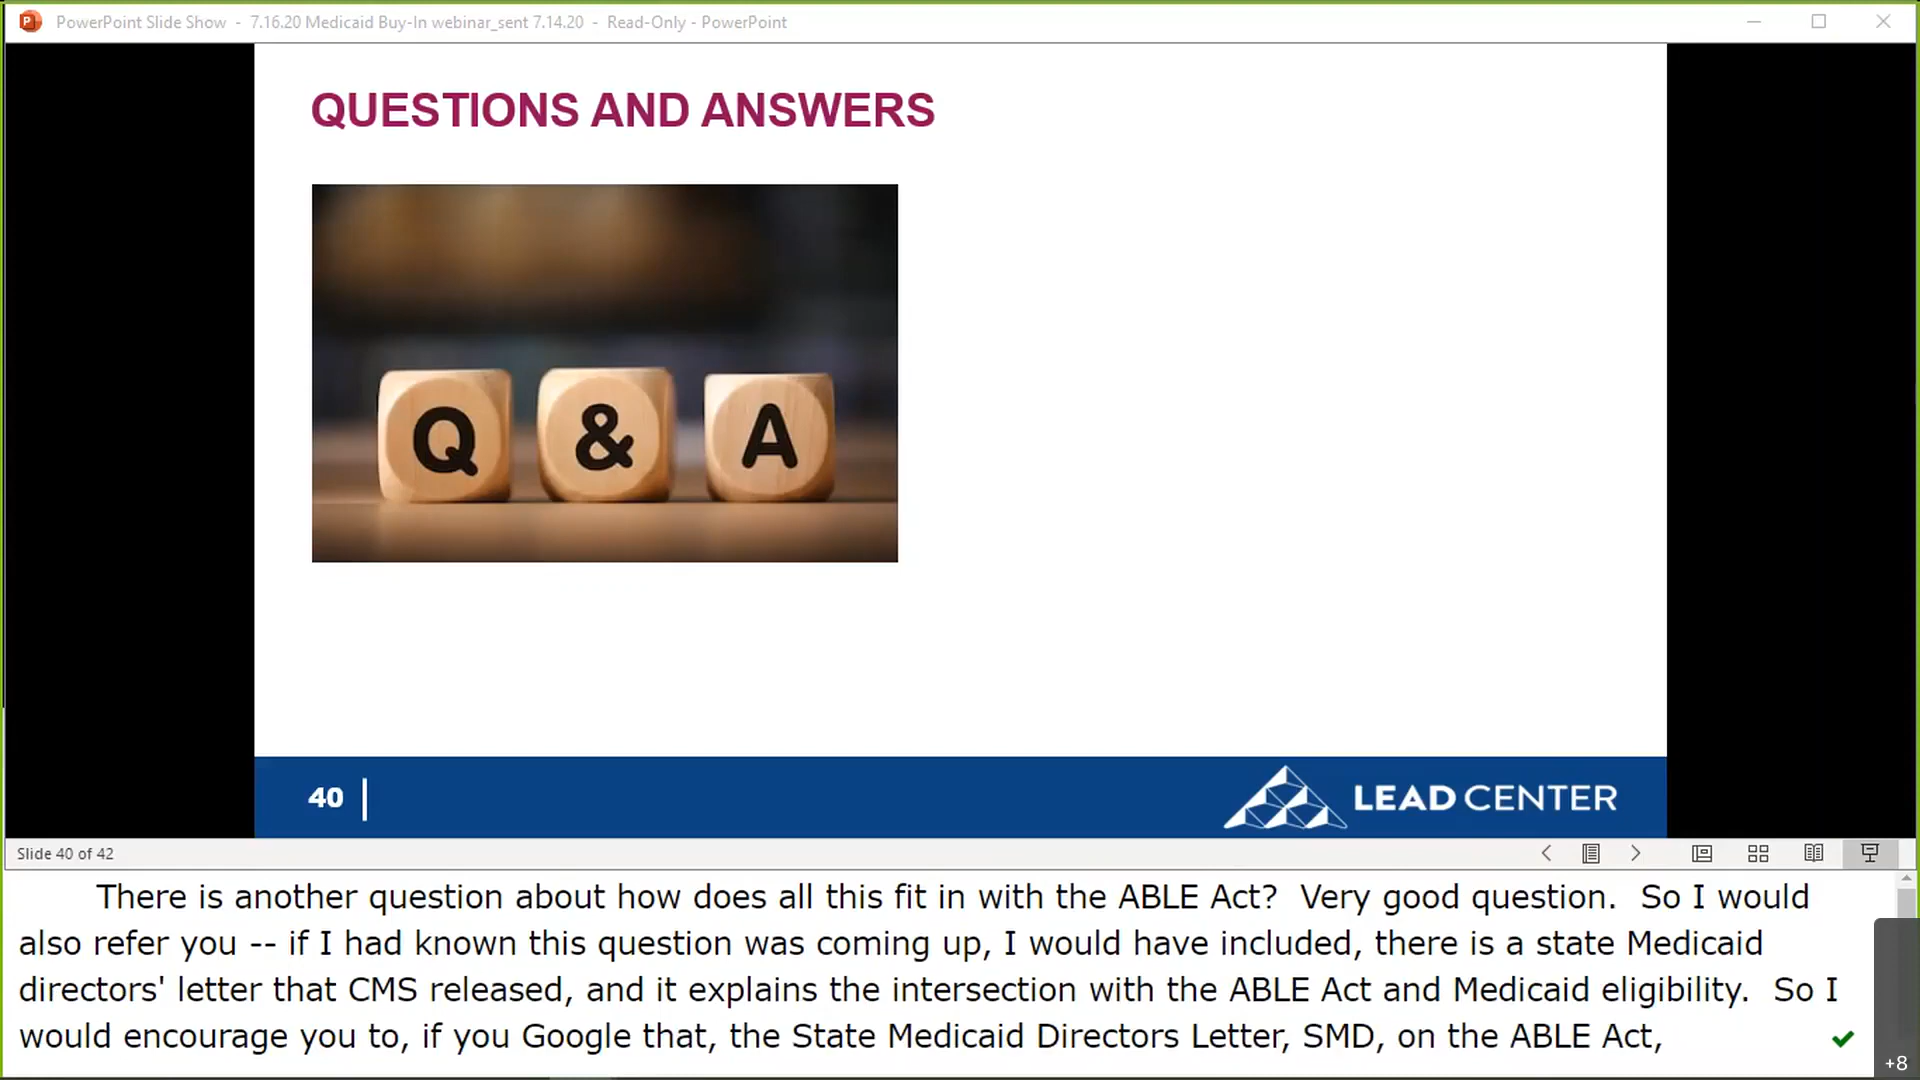 PowerPoint Slide Show - 7.16.20 Medicaid Buy-In webinar_sent 7.14.20 - Read-Only - PowerPoint
QUESTIONS AND ANSWERS
Q & A
40
LEAD CENTER
Slide 40 of 42
There is another question about how does all this fit in with the ABLE Act? Very good question. So I would
also refer you -- if I had known this question was coming up, I would have included, there is a state Medicaid
directors' letter that CMS released, and it explains the intersection with the ABLE Act and Medicaid eligibility. So I
would encourage you to, if you Google that, the State Medicaid Directors Letter, SMD, on the ABLE Act,
+8